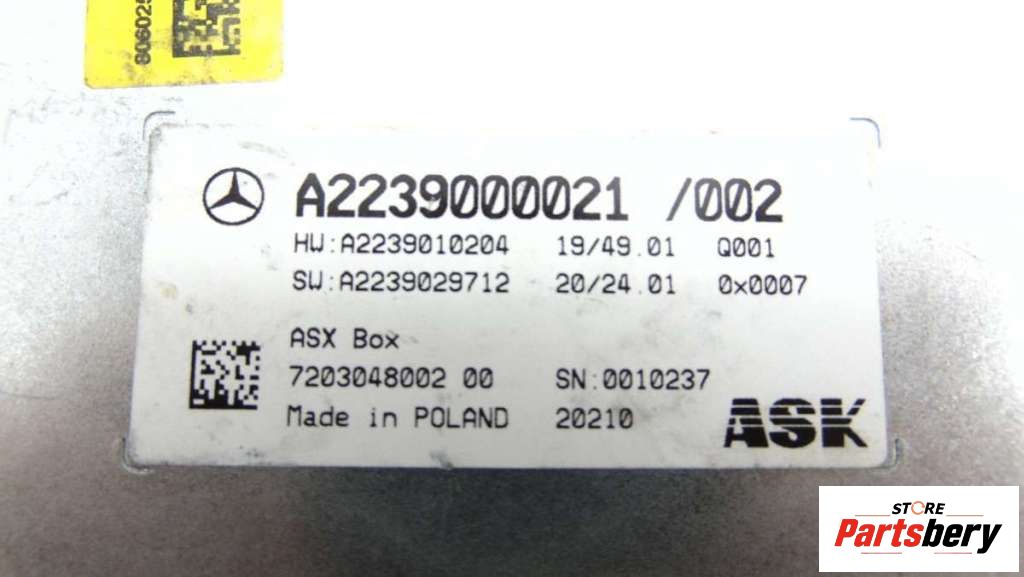 A2239000021 /002
HW:A2239010204 19/49.01 Q001
SW:A2239029712 20/24.01 0x0007
ASX Box
7203048002 00 SN:0010237
Made in POLAND 20210
ASK
STORE
Partsbery